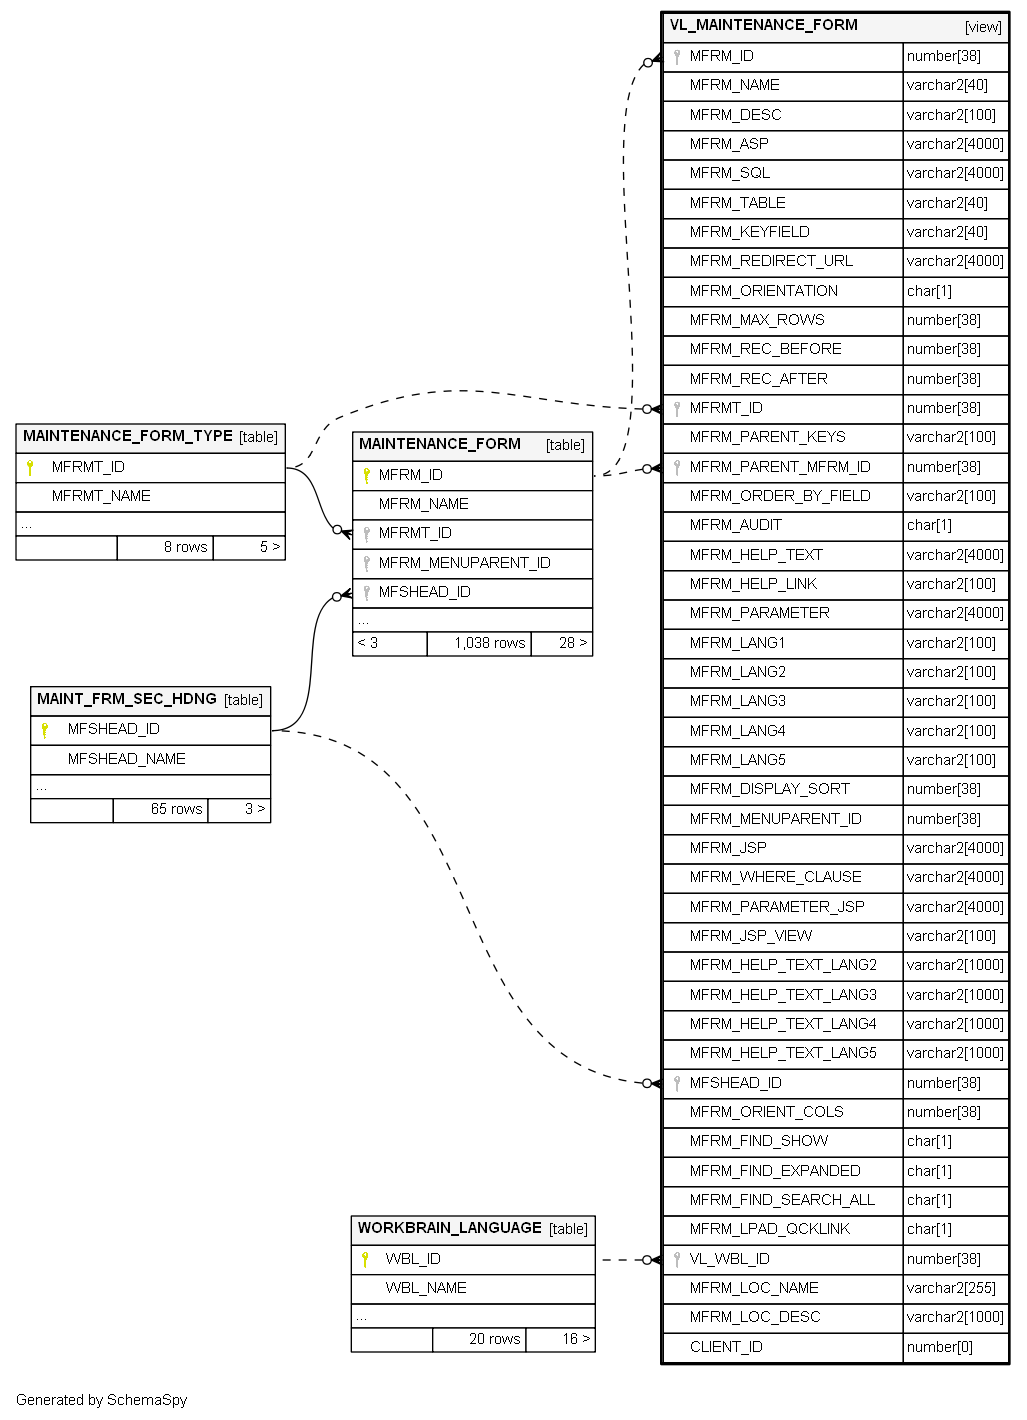 VL_MAINTENANCE_FORM [view]
MFRM_ID number[38]
MFRM_NAME varchar2[40]
MFRM_DESC varchar2[100]
MFRM_ASP varchar2[4000]
MFRM_SQL varchar2[4000]
MFRM_TABLE varchar2[40]
MFRM_KEYFIELD varchar2[40]
MFRM_REDIRECT_URL varchar2[4000]
MFRM_ORIENTATION char[1]
MFRM_MAX_ROWS number[38]
MFRM_REC_BEFORE number[38]
MFRM_REC_AFTER number[38]
MFRMT_ID number[38]
MFRM_PARENT_KEYS varchar2[100]
MFRM_PARENT_MFRM_ID number[38]
MFRM_ORDER_BY_FIELD varchar2[100]
MFRM_AUDIT char[1]
MFRM_HELP_TEXT varchar2[4000]
MFRM_HELP_LINK varchar2[100]
MFRM_PARAMETER varchar2[4000]
MFRM_LANG1 varchar2[100]
MFRM_LANG2 varchar2[100]
MFRM_LANG3 varchar2[100]
MFRM_LANG4 varchar2[100]
MFRM_LANG5 varchar2[100]
MFRM_DISPLAY_SORT number[38]
MFRM_MENUPARENT_ID number[38]
MFRM_JSP varchar2[4000]
MFRM_WHERE_CLAUSE varchar2[4000]
MFRM_PARAMETER_JSP varchar2[4000]
MFRM_JSP_VIEW varchar2[100]
MFRM_HELP_TEXT_LANG2 varchar2[1000]
MFRM_HELP_TEXT_LANG3 varchar2[1000]
MFRM_HELP_TEXT_LANG4 varchar2[1000]
MFRM_HELP_TEXT_LANG5 varchar2[1000]
MFSHEAD_ID number[38]
MFRM_ORIENT_COLS number[38]
MFRM_FIND_SHOW char[1]
MFRM_FIND_EXPANDED char[1]
MFRM_FIND_SEARCH_ALL char[1]
MFRM_LPAD_QCKLINK char[1]
VL_WBL_ID number[38]
MFRM_LOC_NAME varchar2[255]
MFRM_LOC_DESC varchar2[1000]
CLIENT_ID number[0]
MAINTENANCE_FORM_TYPE [table]
MFRMT_ID
MFRMT_NAME
...
8 rows 5 >
MAINTENANCE_FORM [table]
MFRM_ID
MFRM_NAME
MFRMT_ID
MFRM_MENUPARENT_ID
MFSHEAD_ID
...
< 3 1,038 rows 28 >
MAINT_FRM_SEC_HDNG [table]
MFSHEAD_ID
MFSHEAD_NAME
...
65 rows 3 >
WORKBRAIN_LANGUAGE [table]
WBL_ID
WBL_NAME
...
20 rows 16 >
Generated by SchemaSpy